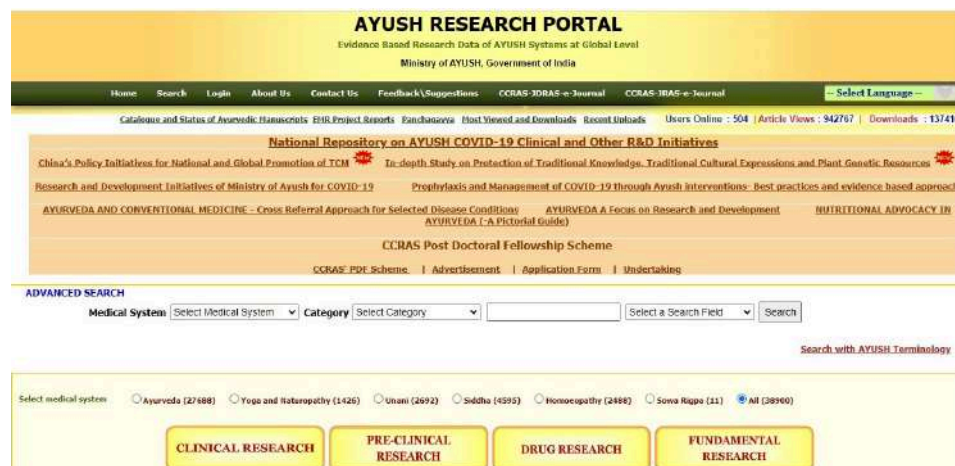 AYUSH RESEARCH PORTAL
Evidence Based Research Data of AYUSH Systems at Global Level
Ministry of AYUSH, Government of India
Home Search Login About Us Contact Us Feedback\Suggestions CCRAS-JDRAS-e-Journal CCRAS-JRAS-e-Journal -- Select Language --
Catalogue and Status of Ayurvedic Manuscripts EMR Project Reports Panchagavya Most Viewed and Downloads Recent Uploads Users Online : 504 | Article Views : 942767 | Downloads : 13741
National Repository on AYUSH COVID-19 Clinical and Other R&D Initiatives
China's Policy Initiatives for National and Global Promotion of TCM In-depth Study on Protection of Traditional Knowledge, Traditional Cultural Expressions and Plant Genetic Resources
Research and Development Initiatives of Ministry of Ayush for COVID-19 Prophylaxis and Management of COVID-19 through Ayush interventions- Best practices and evidence based approac
AYURVEDA AND CONVENTIONAL MEDICINE - Cross Referral Approach for Selected Disease Conditions AYURVEDA A Focus on Research and Development NUTRITIONAL ADVOCACY IN
AYURVEDA (-A Pictorial Guide)
CCRAS Post Doctoral Fellowship Scheme
CCRAS' PDF Scheme | Advertisement | Application Form | Undertaking
ADVANCED SEARCH
Medical System Select Medical System Category Select Category Select a Search Field Search
Search with AYUSH Terminology
Select medical system Ayurveda (27688) Yoga and Naturopathy (1426) Unani (2692) Siddha (4595) Homoeopathy (2488) Sowa Rigpa (11) All (38900)
CLINICAL RESEARCH PRE-CLINICAL RESEARCH DRUG RESEARCH FUNDAMENTAL RESEARCH